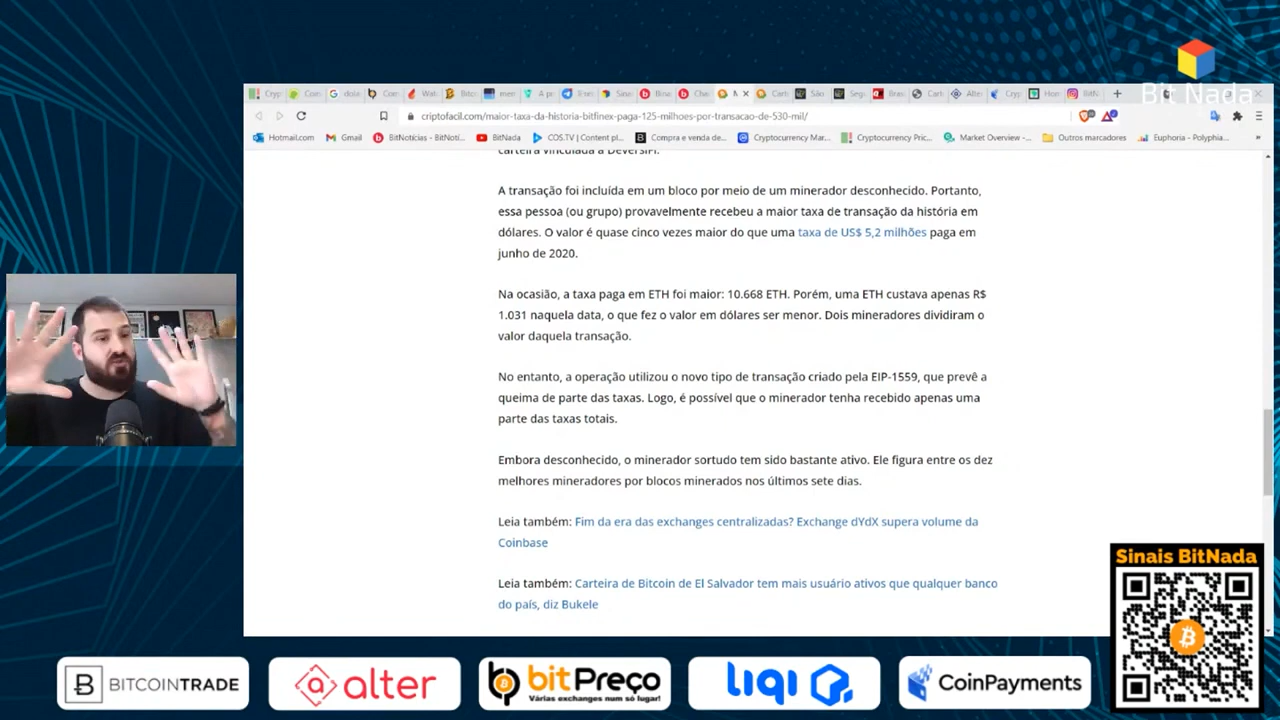 Bit Nada
criptofacil.com/maior-taxa-da-historia-bitfinex-paga-125-milhoes-por-transacao-de-530-mil/
Hotmail.com Gmail BitNotícias - BitNotí... BitNada COS.TV | Content pl... Compra e venda de... Cryptocurrency Mar... Cryptocurrency Pric... Market Overview -... Outros marcadores Euphoria - Polyphia...
carteira vinculada à DeversiFi.
A transação foi incluída em um bloco por meio de um minerador desconhecido. Portanto,
essa pessoa (ou grupo) provavelmente recebeu a maior taxa de transação da história em
dólares. O valor é quase cinco vezes maior do que uma taxa de US$ 5,2 milhões paga em
junho de 2020.
Na ocasião, a taxa paga em ETH foi maior: 10.668 ETH. Porém, uma ETH custava apenas R$
1.031 naquela data, o que fez o valor em dólares ser menor. Dois mineradores dividiram o
valor daquela transação.
No entanto, a operação utilizou o novo tipo de transação criado pela EIP-1559, que prevê a
queima de parte das taxas. Logo, é possível que o minerador tenha recebido apenas uma
parte das taxas totais.
Embora desconhecido, o minerador sortudo tem sido bastante ativo. Ele figura entre os dez
melhores mineradores por blocos minerados nos últimos sete dias.
Leia também: Fim da era das exchanges centralizadas? Exchange dYdX supera volume da
Coinbase
Leia também: Carteira de Bitcoin de El Salvador tem mais usuário ativos que qualquer banco
do país, diz Bukele
Sinais BitNada
BITCOINTRADE
alter
bitPreço
Várias exchanges num só lugar!
liqi
CoinPayments